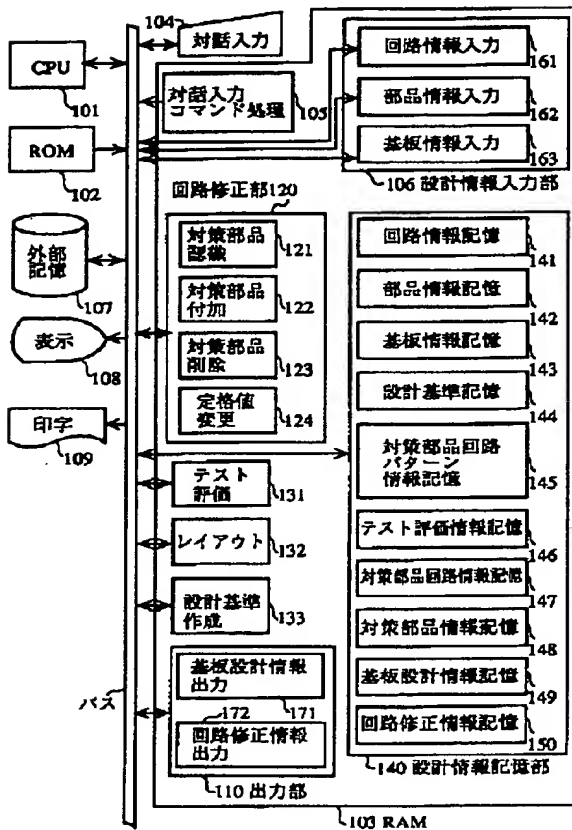 104
対話入力
CPU
101
対話入力
コマンド処理
105
ROM
102
外部
記憶
107
表示
108
印字
109
バス
回路情報入力
161
部品情報入力
162
基板情報入力
163
106 設計情報入力部
回路修正部120
対策部品
認識
121
対策部品
付加
122
対策部品
削除
123
定格値
変更
124
テスト
評価
131
レイアウト
132
設計基準
作成
133
基板設計情報
出力
171
172
回路修正情報
出力
110 出力部
回路情報記憶
141
部品情報記憶
142
基板情報記憶
143
設計基準記憶
144
対策部品回路
パターン
情報記憶
145
テスト評価情報記憶
146
対策部品回路情報記憶
147
対策部品情報記憶
148
基板設計情報記憶
149
回路修正情報記憶
150
140 設計情報記憶部
103 RAM